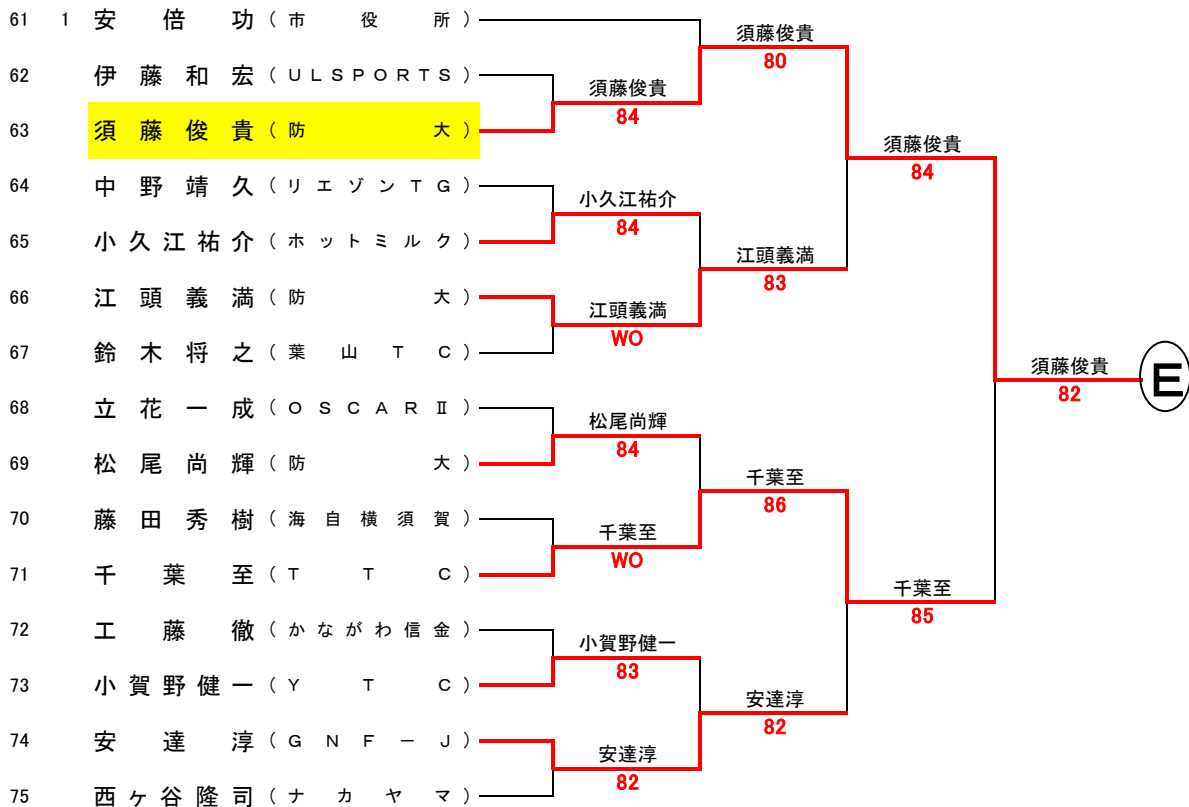 61 1 安倍功(市役所)
須藤俊貴
80
62 伊藤和宏(ULSPORTS)
須藤俊貴
84
63 須藤俊貴(防大)
須藤俊貴
84
64 中野靖久(リエゾンTG)
小久江祐介
84
65 小久江祐介(ホットミルク)
江頭義満
83
66 江頭義満(防大)
江頭義満
WO
67 鈴木将之(葉山TC)
須藤俊貴
82
E
68 立花一成(OSCARⅡ)
松尾尚輝
84
69 松尾尚輝(防大)
千葉至
86
70 藤田秀樹(海自横須賀)
千葉至
WO
71 千葉至(TTC)
千葉至
85
72 工藤徹(かながわ信金)
小賀野健一
83
73 小賀野健一(YTC)
安達淳
82
74 安達淳(GNF-J)
安達淳
82
75 西ヶ谷隆司(ナカヤマ)